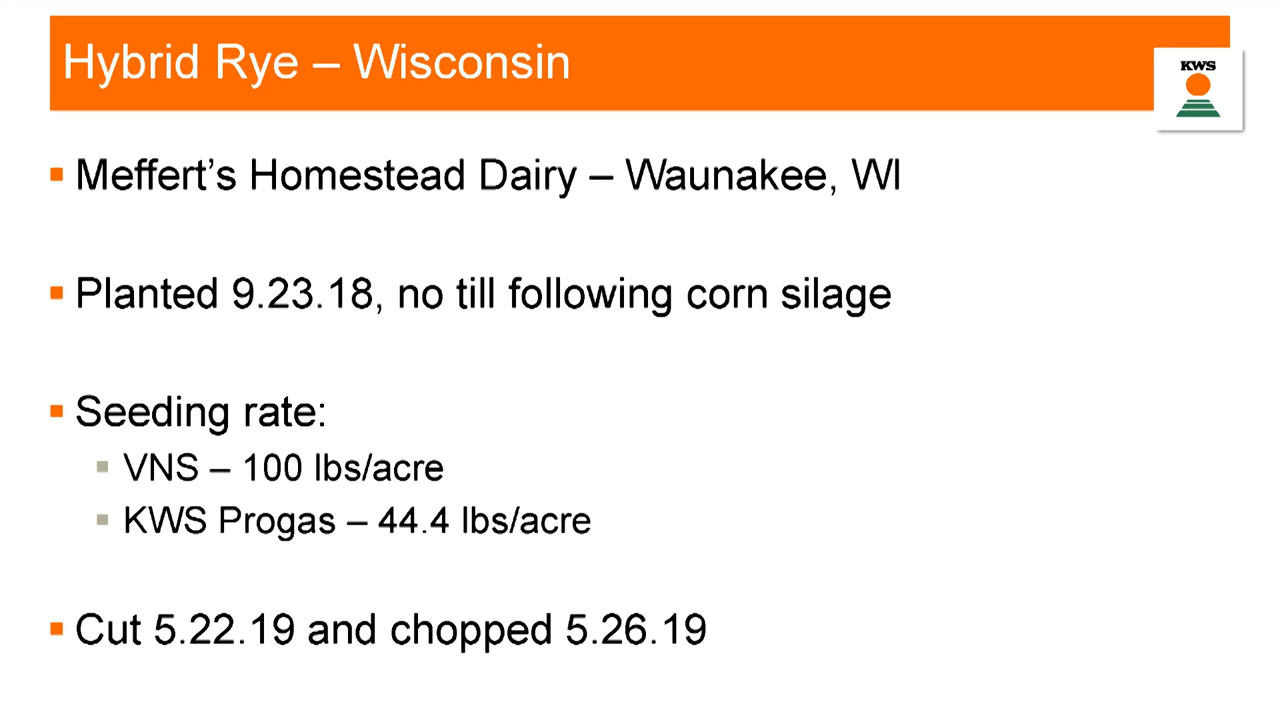 Hybrid Rye – Wisconsin
KWS
Meffert's Homestead Dairy – Waunakee, WI
Planted 9.23.18, no till following corn silage
Seeding rate:
VNS – 100 lbs/acre
KWS Progas – 44.4 lbs/acre
Cut 5.22.19 and chopped 5.26.19